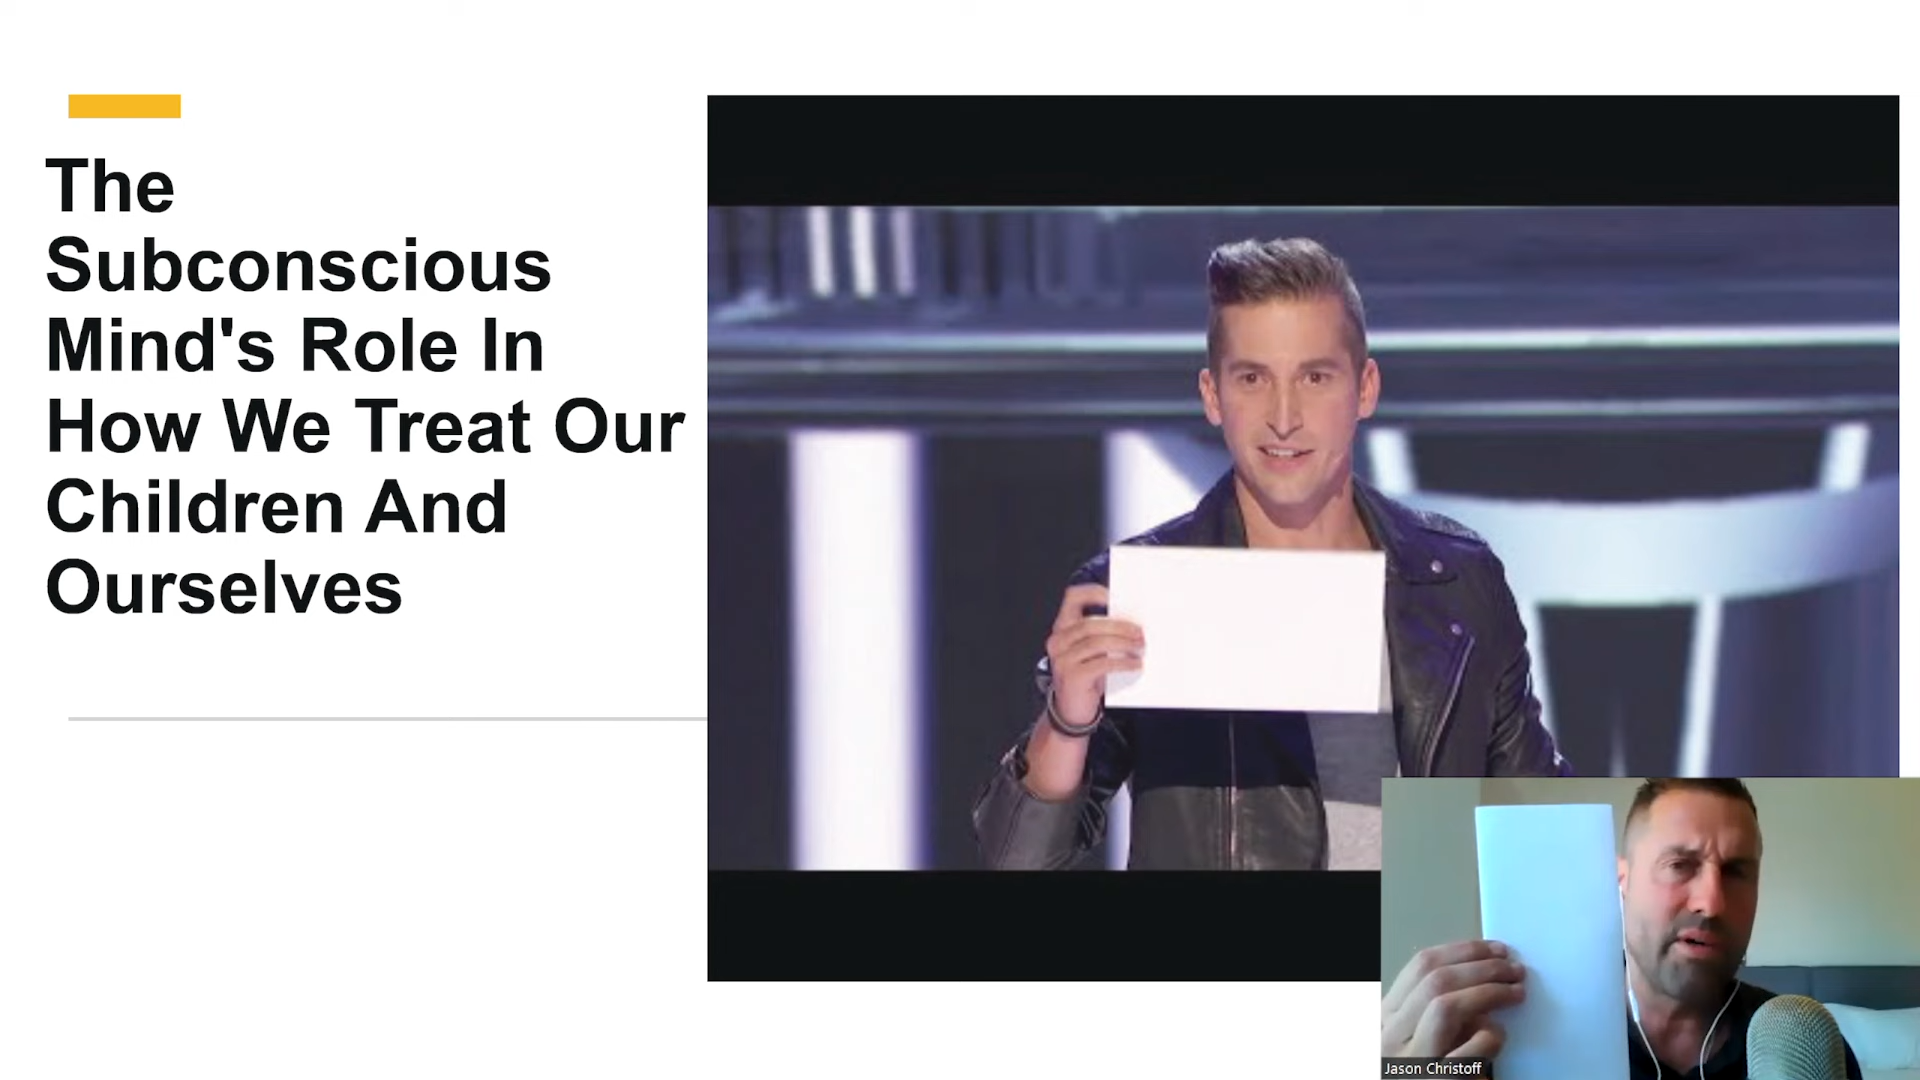 The
Subconscious
Mind's Role In
How We Treat Our
Children And
Ourselves
Jason Christoff